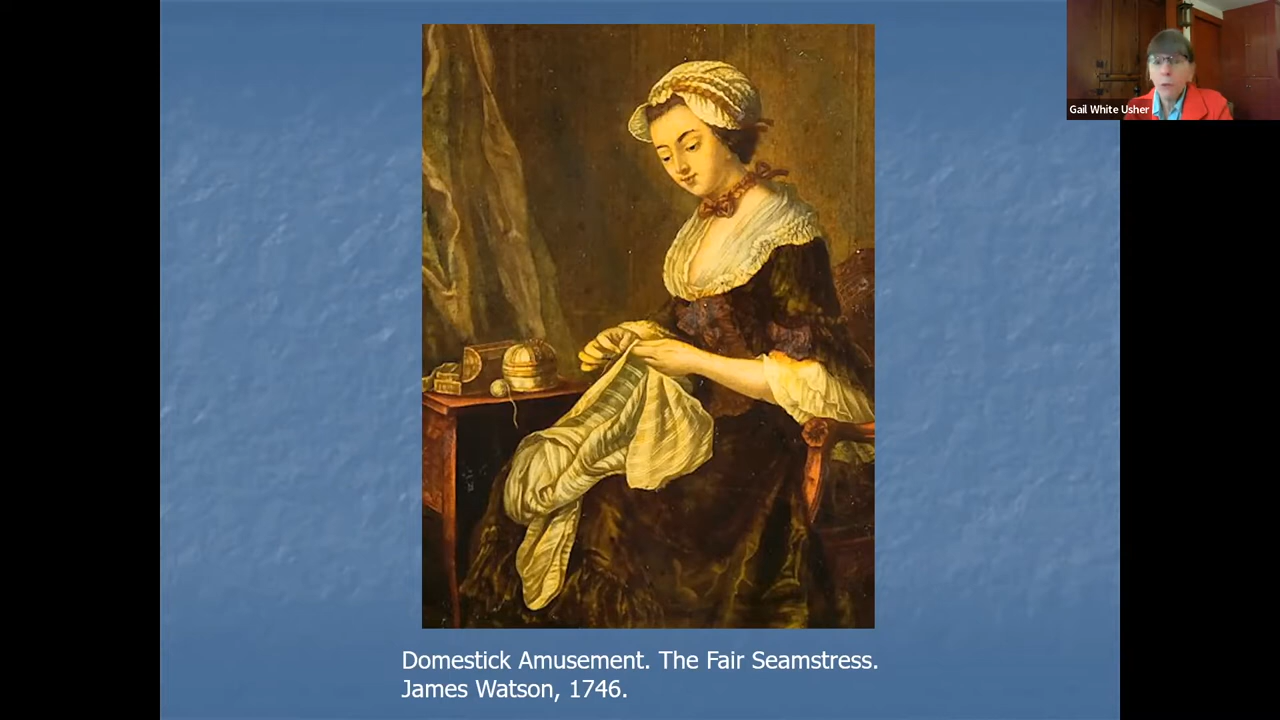 Gail White Usher
Domestick Amusement. The Fair Seamstress.
James Watson, 1746.